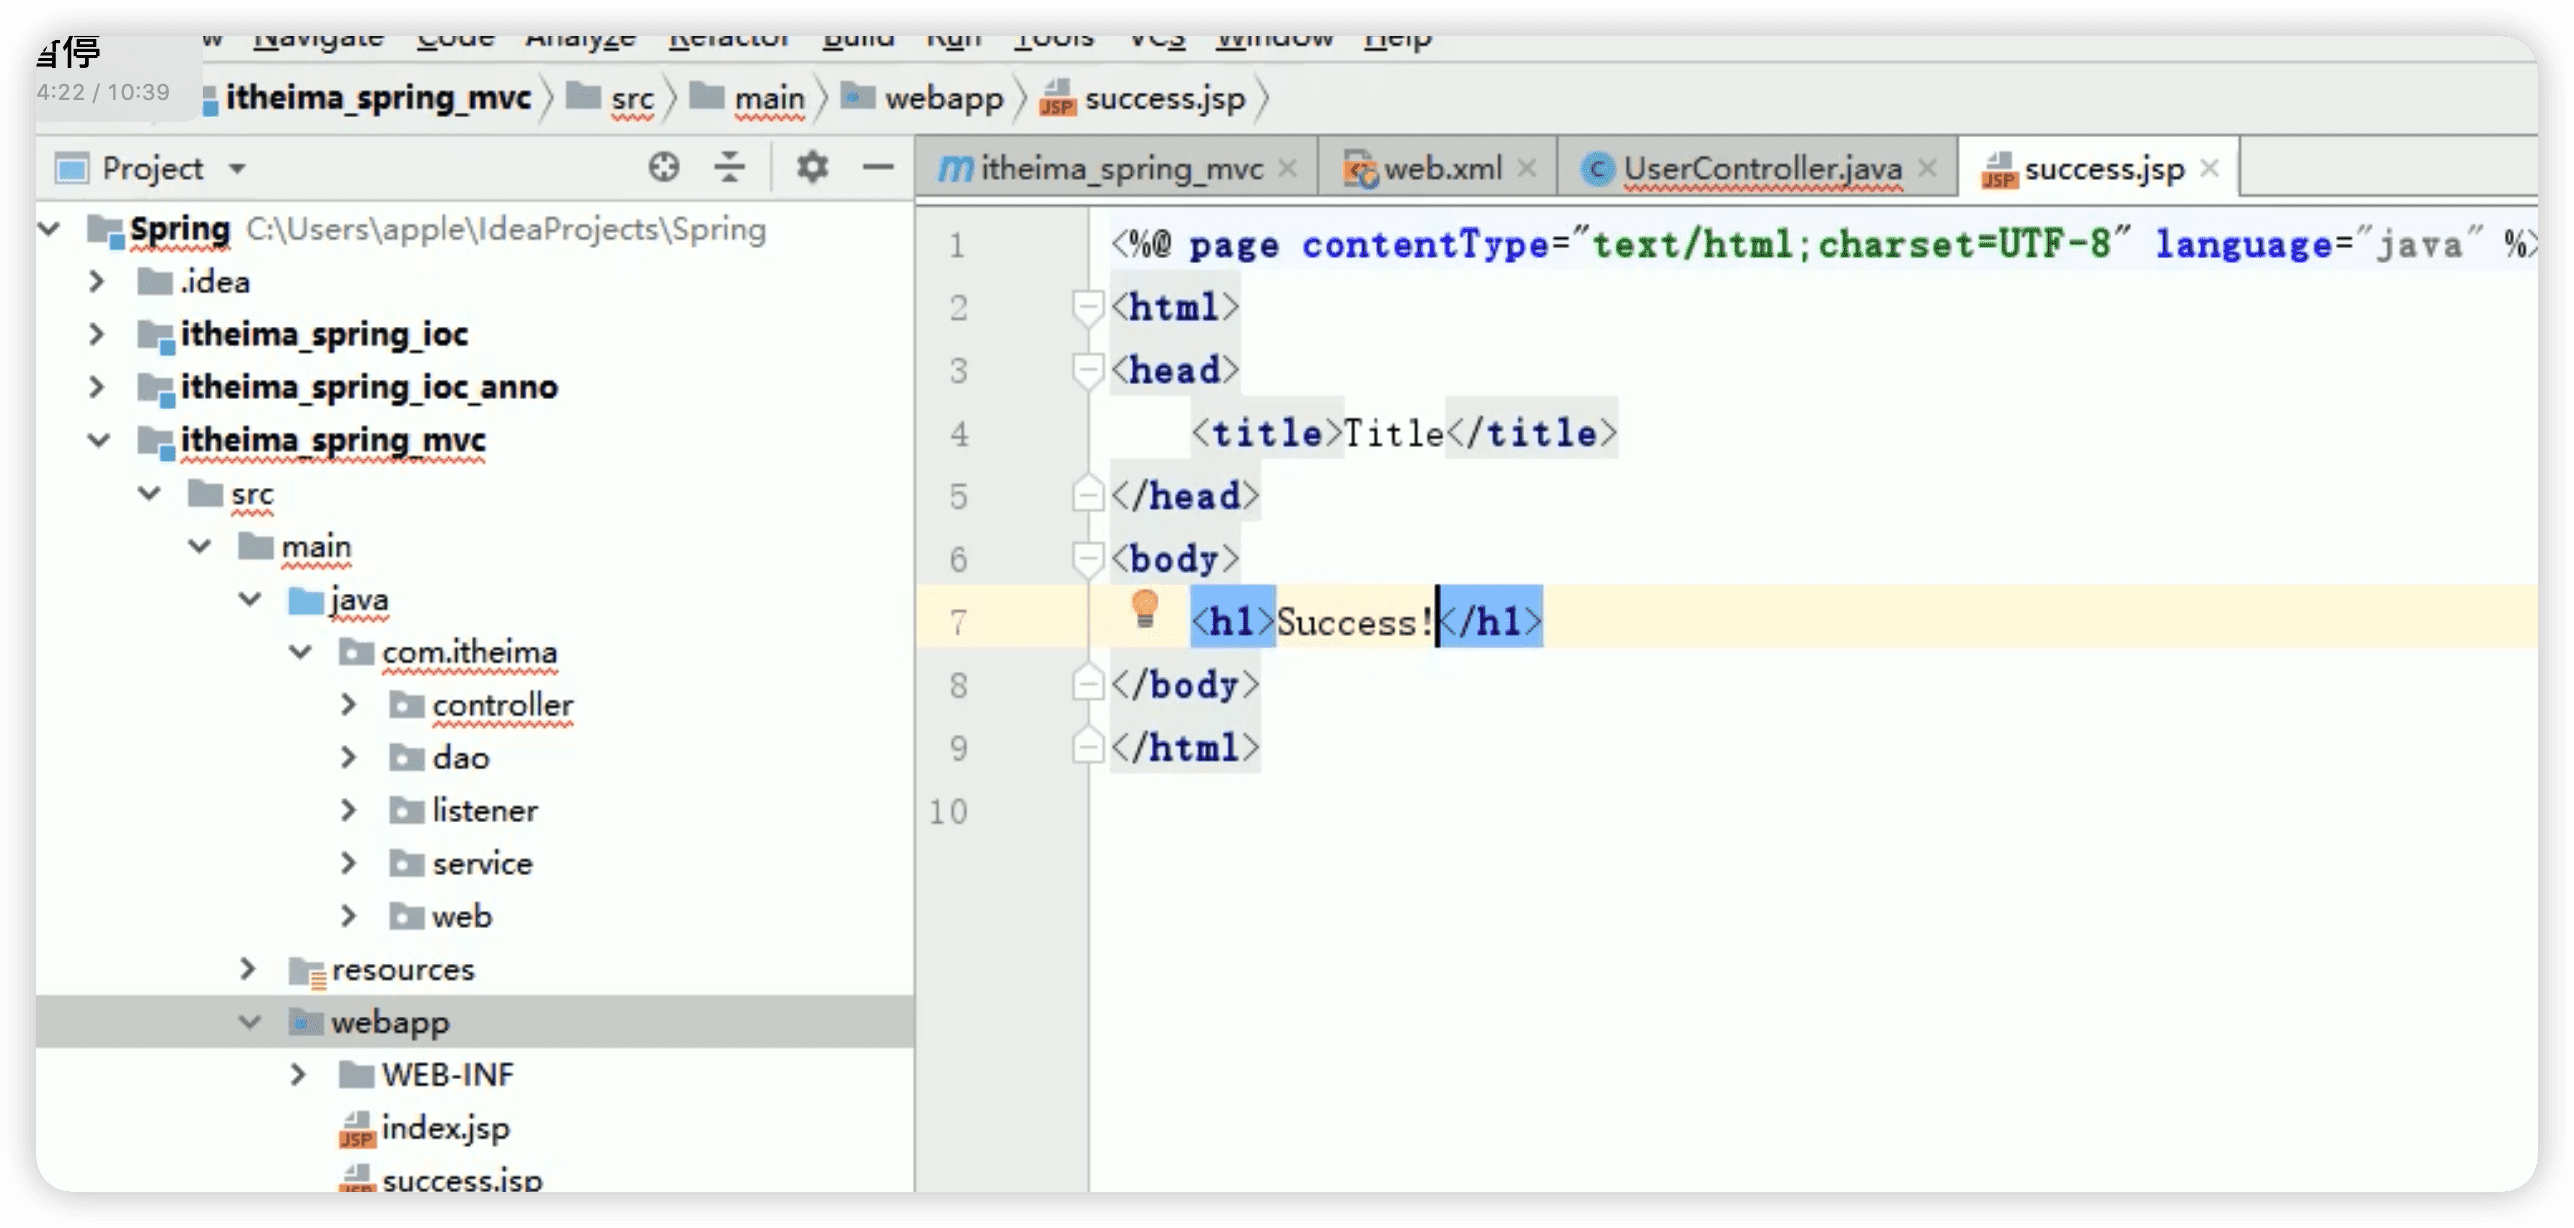 暂停
4:22 / 10:39
w Navigate Code Analyze Refactor Build Run Tools VCS Window Help
itheima_spring_mvc src main webapp success.jsp
Project
itheima_spring_mvc web.xml UserController.java success.jsp
Spring C:\Users\apple\IdeaProjects\Spring
.idea
itheima_spring_ioc
itheima_spring_ioc_anno
itheima_spring_mvc
src
main
java
com.itheima
controller
dao
listener
service
web
resources
webapp
WEB-INF
JSP index.jsp
JSP success.jsp
1 <%@ page contentType="text/html;charset=UTF-8" language="java" %>
2 <html>
3 <head>
4 <title>Title</title>
5 </head>
6 <body>
7 <h1>Success!</h1>
8 </body>
9 </html>
10